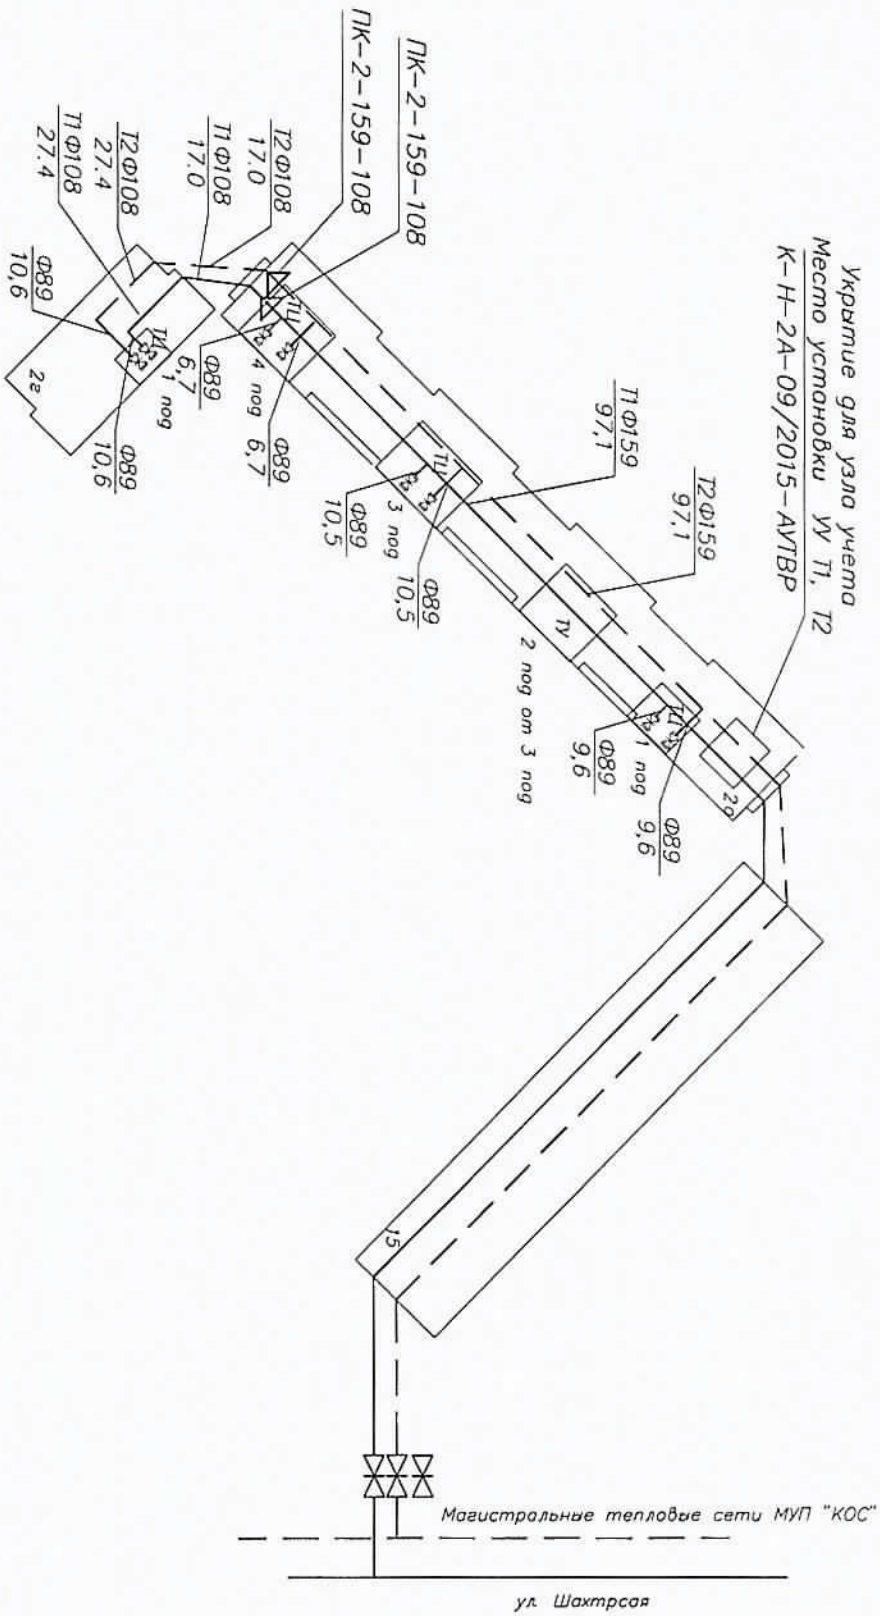 Укрытие для узла учета
Место установки УУ Т1, Т2
К-Н-2А-09/2015-АУТВР
ПК-2-159-108
ПК-2-159-108
Т2Ф108
17.0
Т1Ф108
17.0
Т2Ф108
27.4
Т1Ф108
27.4
Ф89
10,6
Ф89
10,6
2г
1 под
Ф89
6,7
Ф89
6,7
ТЦ
4 под
Т1Ф159
97,1
Т2Ф159
97.1
ТЦ
3 под
Ф89
10,5
Ф89
10,5
ТУ
2 под от 3 под
1 под
Ф89
9,6
Ф89
9,6
15
Магистральные тепловые сети МУП "КОС"
ул. Шахтрсая